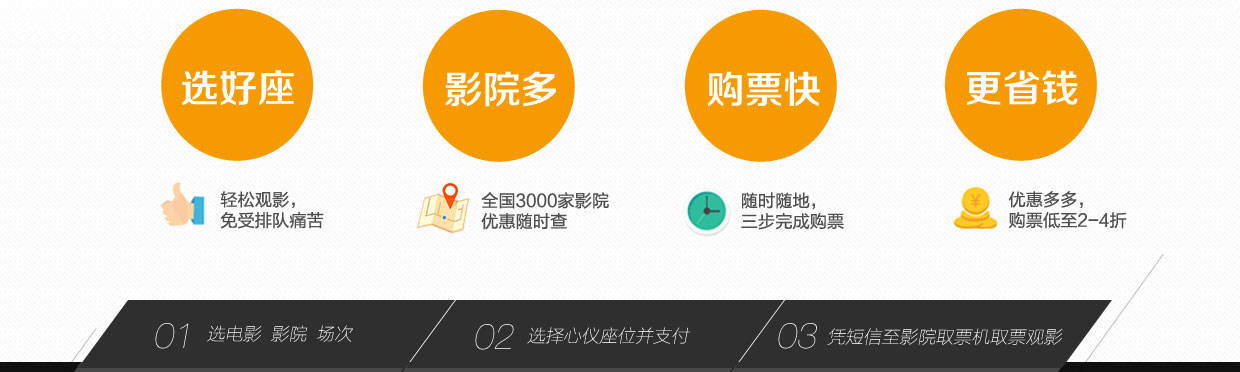 选好座
影院多
购票快
更省钱
轻松观影，
免受排队痛苦
全国3000家影院
优惠随时查
随时随地，
三步完成购票
¥
优惠多多，
购票低至2-4折
01 选电影 影院 场次
02 选择心仪座位并支付
03 凭短信至影院取票机取票观影